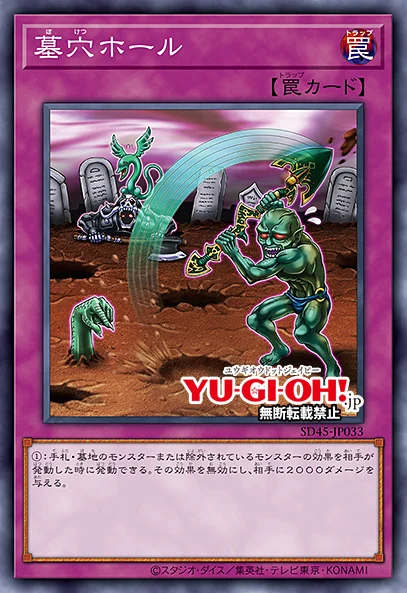 墓穴ホール
ぼ けつ
トラップ
罠
トラップ
【罠カード】
ユウギオウドットジェイピー
YU-GI-OH!.jp
無断転載禁止
SD45-JP033
①：手札・墓地のモンスターまたは除外されているモンスターの効果を相手が
発動した時に発動できる。その効果を無効にし、相手に２０００ダメージを
与える。
©スタジオ・ダイス／集英社・テレビ東京・KONAMI